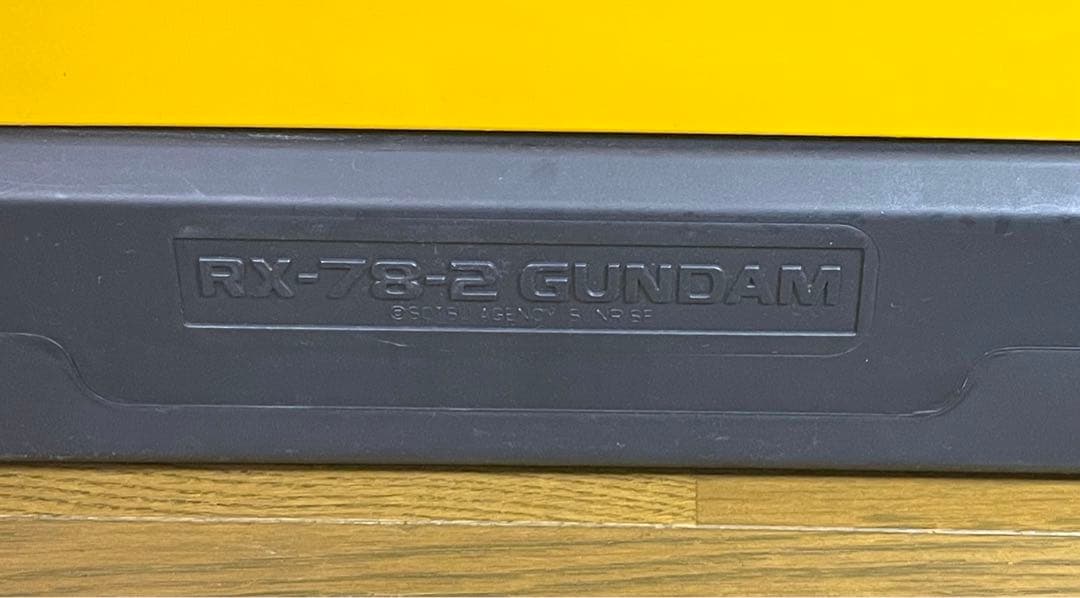 RX-78-2 GUNDAM
©SOTSU AGENCY, SUNRISE